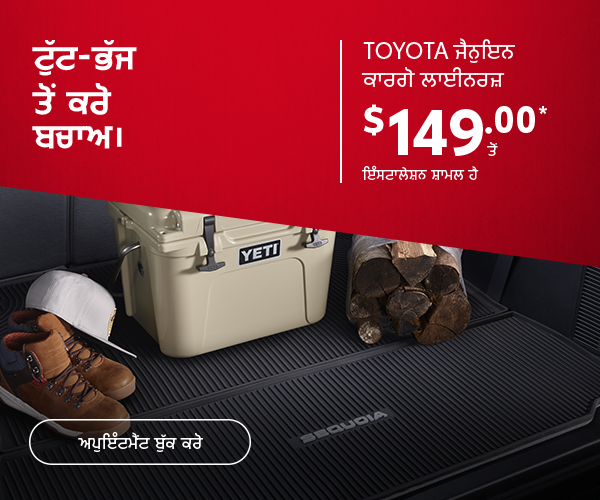 ਟੁੱਟ-ਭੱਜ
ਤੋਂ ਕਰੋ
ਬਚਾਅ।
TOYOTA ਜੈਨੁਇਨ
ਕਾਰਗੋ ਲਾਈਨਰਜ਼
$149.00*
ਤੋਂ
ਇੰਸਟਾਲੇਸ਼ਨ ਸ਼ਾਮਲ ਹੈ
YETI
SEQUOIA
ਅਪੁਇੰਟਮੈਂਟ ਬੁੱਕ ਕਰੋ